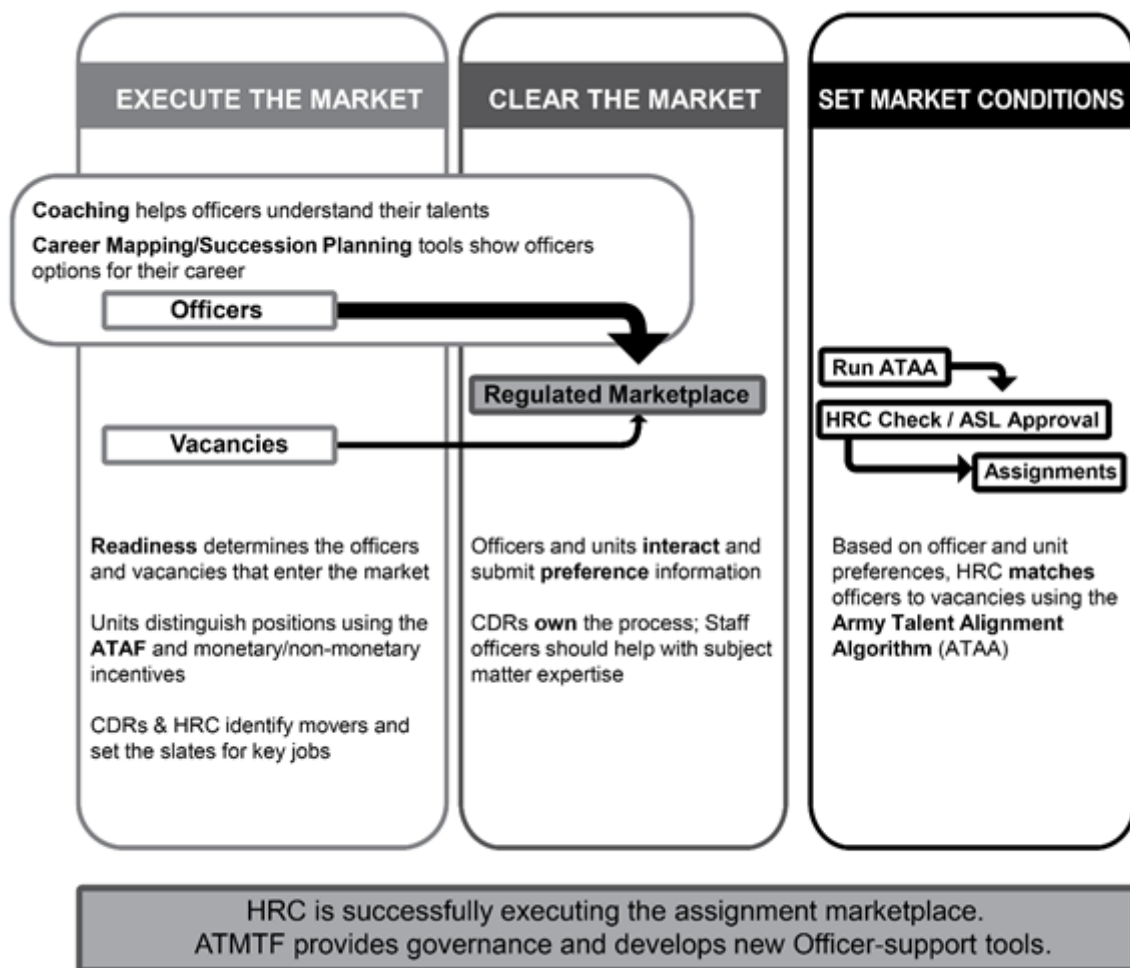 EXECUTE THE MARKET
Coaching helps officers understand their talents
Career Mapping/Succession Planning tools show officers
options for their career
Officers
Vacancies
Readiness determines the officers
and vacancies that enter the market
Units distinguish positions using the
ATAF and monetary/non-monetary
incentives
CDRs & HRC identify movers and
set the slates for key jobs
CLEAR THE MARKET
Regulated Marketplace
Officers and units interact and
submit preference information
CDRs own the process; Staff
officers should help with subject
matter expertise
SET MARKET CONDITIONS
Run ATAA
HRC Check / ASL Approval
Assignments
Based on officer and unit
preferences, HRC matches
officers to vacancies using the
Army Talent Alignment
Algorithm (ATAA)
HRC is successfully executing the assignment marketplace.
ATMTF provides governance and develops new Officer-support tools.